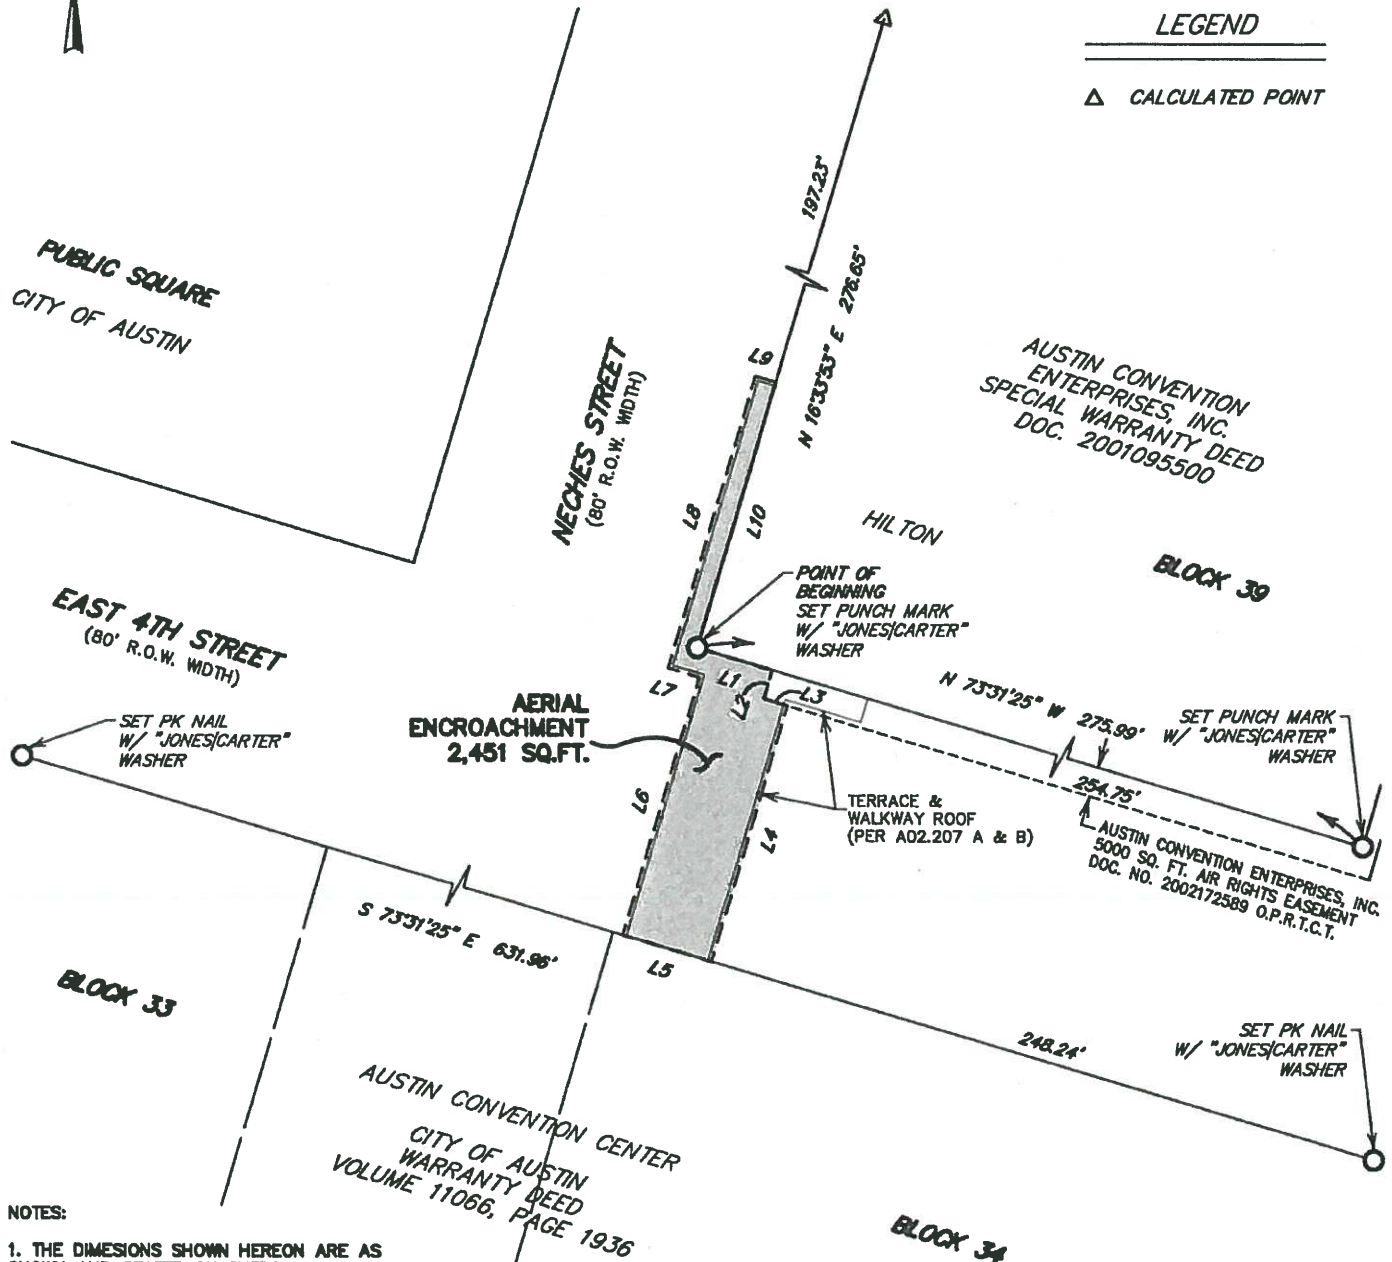 LEGEND
CALCULATED POINT
197.23'
N 16°33'53" E 276.65'
PUBLIC SQUARE
CITY OF AUSTIN
NECHES STREET
(80' R.O.W. WIDTH)
L9
AUSTIN CONVENTION
ENTERPRISES, INC.
SPECIAL WARRANTY DEED
DOC. 2001095500
L8
L10
HILTON
BLOCK 39
POINT OF
BEGINNING
SET PUNCH MARK
W/ "JONES|CARTER"
WASHER
EAST 4TH STREET
(80' R.O.W. WIDTH)
L7
L1
L2
L3
N 73°31'25" W 275.99'
254.75'
AERIAL
ENCROACHMENT
2,451 SQ.FT.
SET PK NAIL
W/ "JONES|CARTER"
WASHER
SET PUNCH MARK
W/ "JONES|CARTER"
WASHER
L6
L4
TERRACE &
WALKWAY ROOF
(PER A02.207 A & B)
AUSTIN CONVENTION ENTERPRISES, INC.
5000 SQ. FT. AIR RIGHTS EASEMENT
DOC. NO. 2002172589 O.P.R.T.C.T.
S 73°31'25" E 631.96'
L5
BLOCK 33
248.24'
SET PK NAIL
W/ "JONES|CARTER"
WASHER
AUSTIN CONVENTION CENTER
CITY OF AUSTIN
WARRANTY DEED
VOLUME 11066, PAGE 1936
BLOCK 34
NOTES:
1. THE DIMESIONS SHOWN HEREON ARE AS